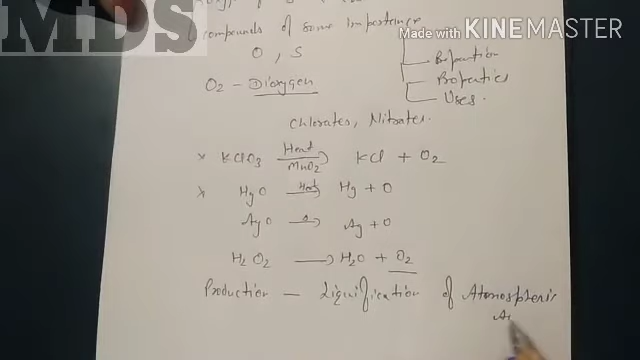 MDS
Made with KINEMASTER
compounds of some importance
O, S
Preparation
O2 - Dioxygen
Properties
Uses.
Chlorates, Nitrates.
x KClO3 Heat MnO2 → KCl + O2
x HgO Heat → Hg + O
AgO Δ → Ag + O
H2O2 → H2O + O2
Production - Liquification of Atomospheric